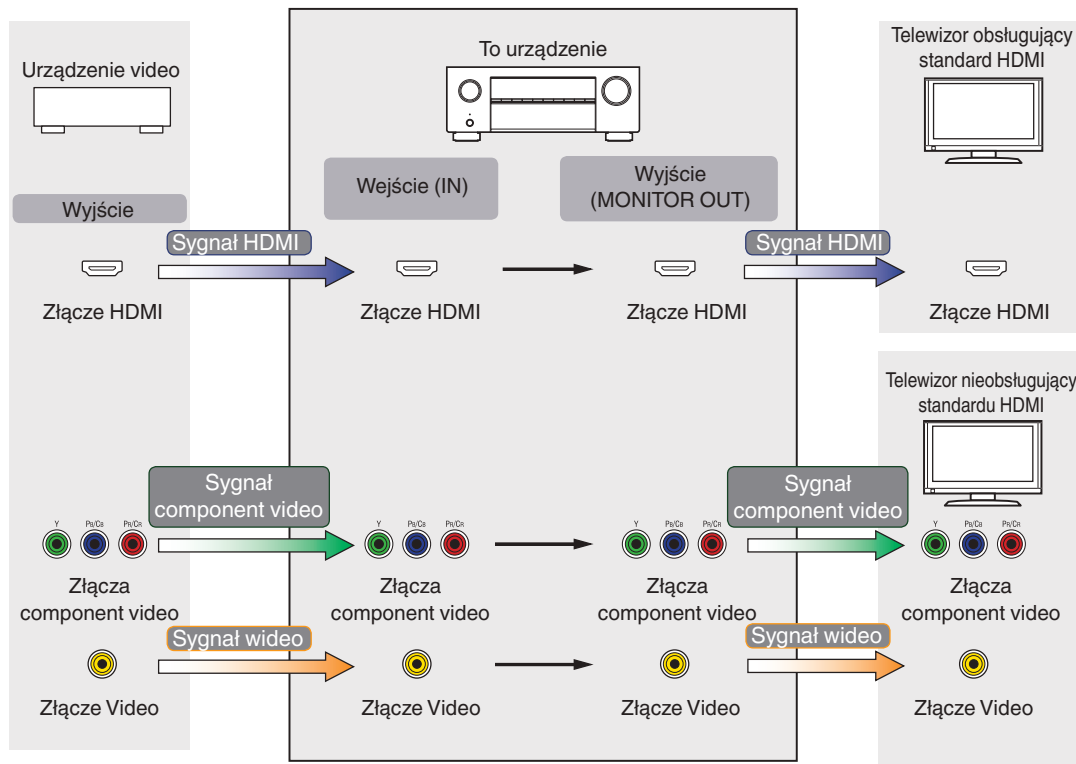 Urządzenie video
To urządzenie
Telewizor obsługujący
standard HDMI
Wyjście
Wejście (IN)
Wyjście
(MONITOR OUT)
Sygnał HDMI
Sygnał HDMI
Złącze HDMI
Złącze HDMI
Złącze HDMI
Złącze HDMI
Telewizor nieobsługujący
standardu HDMI
Sygnał
component video
Sygnał
component video
Y PB/CB PR/CR
Y PB/CB PR/CR
Y PB/CB PR/CR
Y PB/CB PR/CR
Złącza
component video
Złącza
component video
Złącza
component video
Złącza
component video
Sygnał wideo
Sygnał wideo
Złącze Video
Złącze Video
Złącze Video
Złącze Video